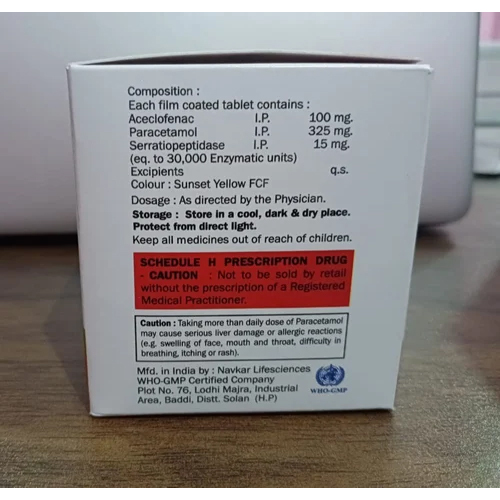 Composition :
Each film coated tablet contains :
Aceclofenac I.P. 100 mg.
Paracetamol I.P. 325 mg.
Serratiopeptidase I.P. 15 mg.
(eq. to 30,000 Enzymatic units)
Excipients q.s.
Colour : Sunset Yellow FCF
Dosage : As directed by the Physician.
Storage : Store in a cool, dark & dry place.
Protect from direct light.
Keep all medicines out of reach of children.
SCHEDULE H PRESCRIPTION DRUG
- CAUTION : Not to be sold by retail
without the prescription of a Registered
Medical Practitioner.
Caution : Taking more than daily dose of Paracetamol
may cause serious liver damage or allergic reactions
(e.g. swelling of face, mouth and throat, difficulty in
breathing, itching or rash).
Mfd. in India by : Navkar Lifesciences
WHO-GMP Certified Company
Plot No. 76, Lodhi Majra, Industrial
Area, Baddi, Distt. Solan (H.P)
WHO-GMP